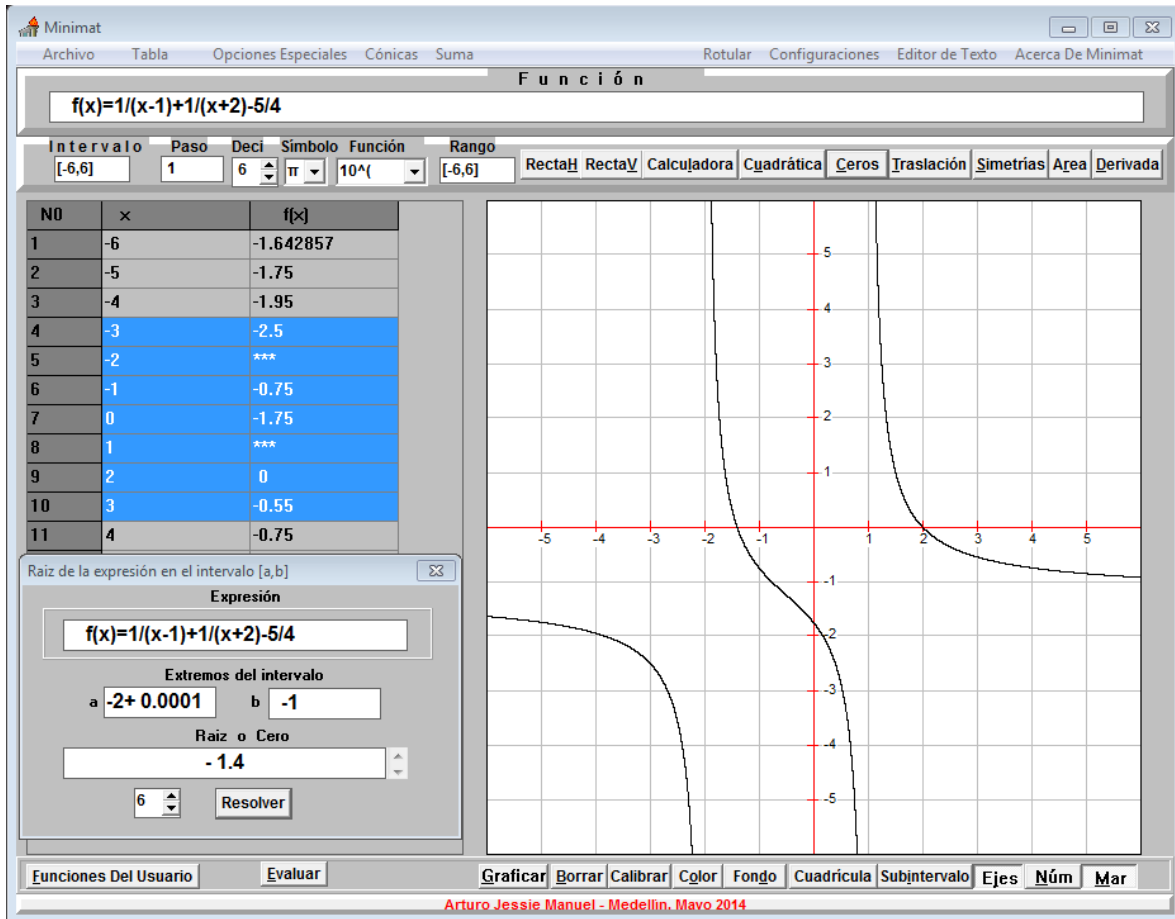 Minimat
Archivo Tabla Opciones Especiales Cónicas Suma Rotular Configuraciones Editor de Texto Acerca De Minimat
Función
f(x)=1/(x-1)+1/(x+2)-5/4
Intervalo Paso Deci Símbolo Función Rango
[-6,6] 1 6 π 10^( [-6,6] RectaH RectaV Calculadora Cuadrática Ceros Traslación Simetrías Area Derivada
N0 x f(x)
1 -6 -1.642857
2 -5 -1.75
3 -4 -1.95
4 -3 -2.5
5 -2 ***
6 -1 -0.75
7 0 -1.75
8 1 ***
9 2 0
10 3 -0.55
11 4 -0.75
Raiz de la expresión en el intervalo [a,b]
Expresión
f(x)=1/(x-1)+1/(x+2)-5/4
Extremos del intervalo
a -2+ 0.0001 b -1
Raiz o Cero
- 1.4
6 Resolver
5
4
3
2
1
-5 -4 -3 -2 -1 1 2 3 4 5
-1
-2
-3
-4
-5
Funciones Del Usuario Evaluar Graficar Borrar Calibrar Color Fondo Cuadrícula Subintervalo Ejes Núm Mar
Arturo Jessie Manuel - Medellin, Mayo 2014